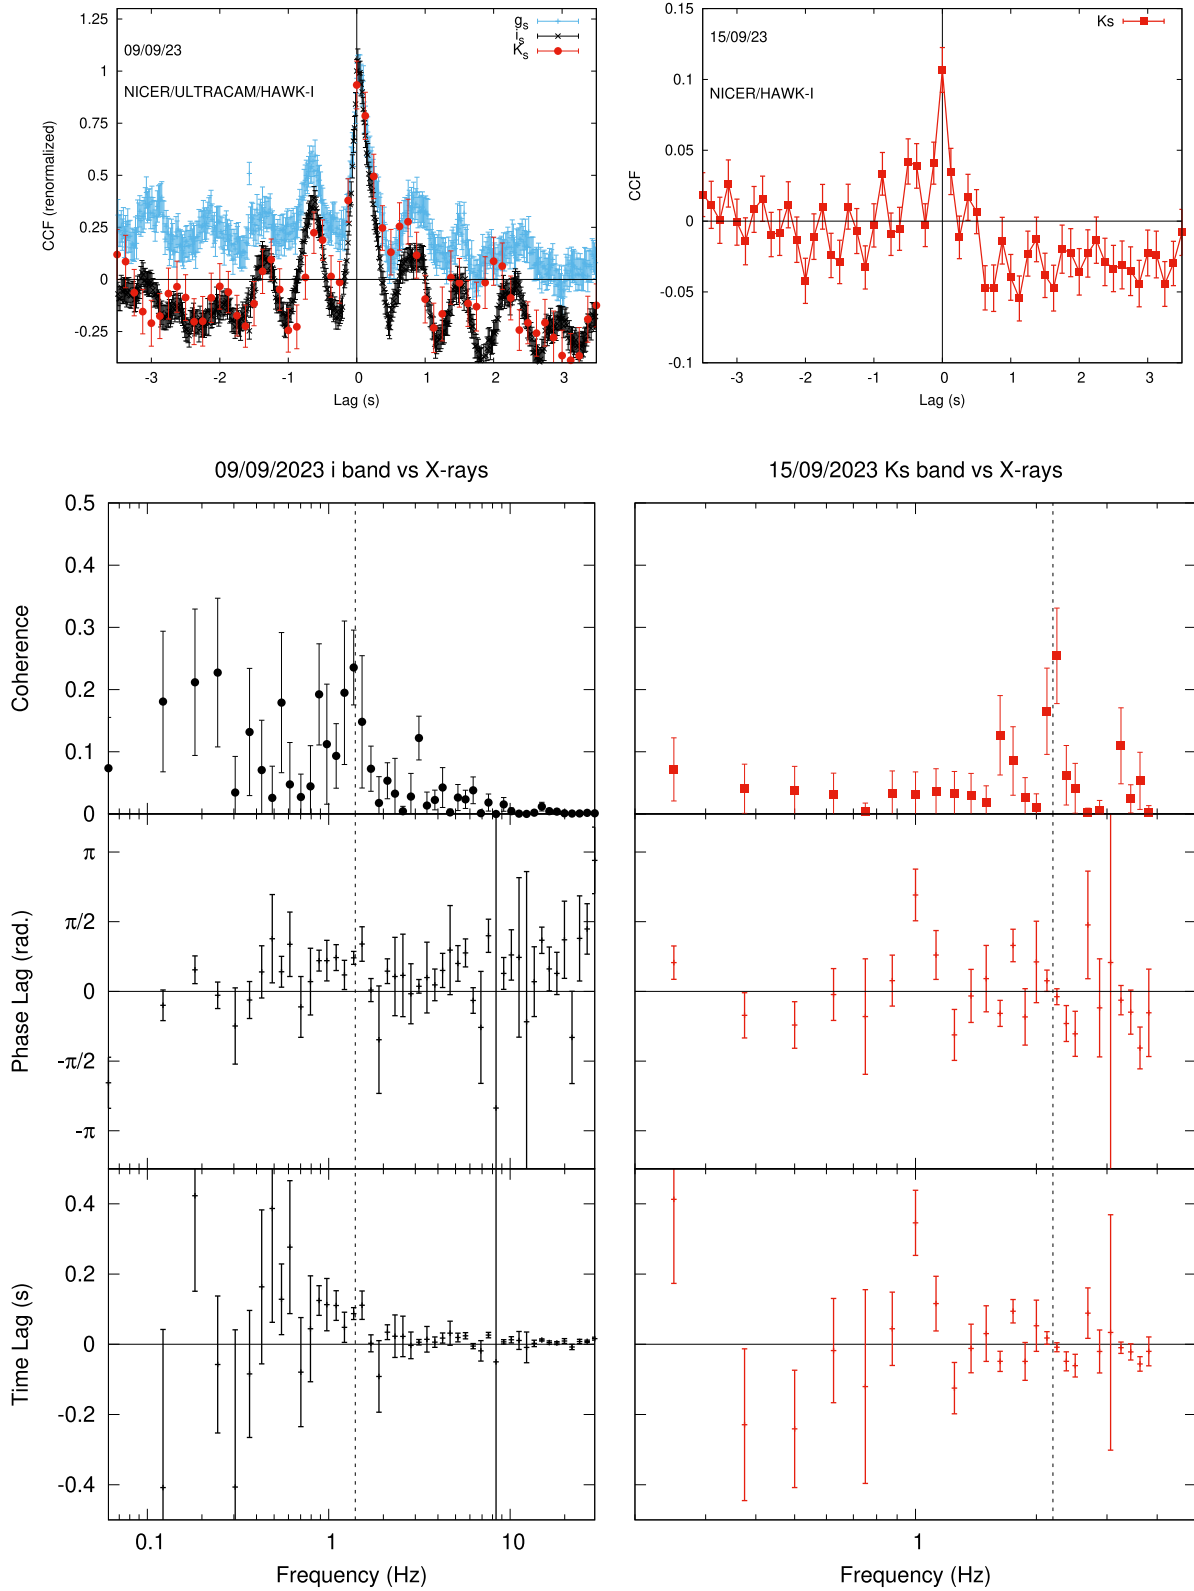 09/09/23
NICER/ULTRACAM/HAWK-I
g_s
i_s
K_s
CCF (renormalized)
1.25
1
0.75
0.5
0.25
0
-0.25
-3 -2 -1 0 1 2 3
Lag (s)
15/09/23
NICER/HAWK-I
Ks
CCF
0.15
0.1
0.05
0
-0.05
-0.1
-3 -2 -1 0 1 2 3
Lag (s)
09/09/2023 i band vs X-rays
15/09/2023 Ks band vs X-rays
Coherence
0.5
0.4
0.3
0.2
0.1
0
Phase Lag (rad.)
π
π/2
0
-π/2
-π
Time Lag (s)
0.4
0.2
0
-0.2
-0.4
0.1 1 10
Frequency (Hz)
1
Frequency (Hz)